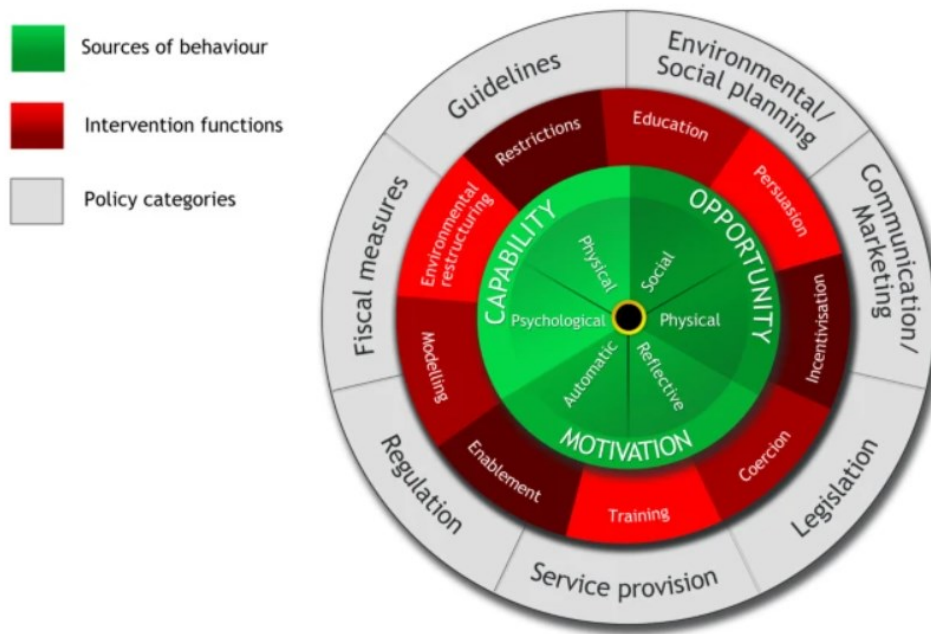 Sources of behaviour
Intervention functions
Policy categories
Environmental/
Social planning
Communication/
Marketing
Legislation
Service provision
Regulation
Fiscal measures
Guidelines
Education
Persuasion
Incentivisation
Coercion
Training
Enablement
Modelling
Environmental
restructuring
Restrictions
CAPABILITY
OPPORTUNITY
MOTIVATION
Physical
Social
Psychological
Physical
Automatic
Reflective